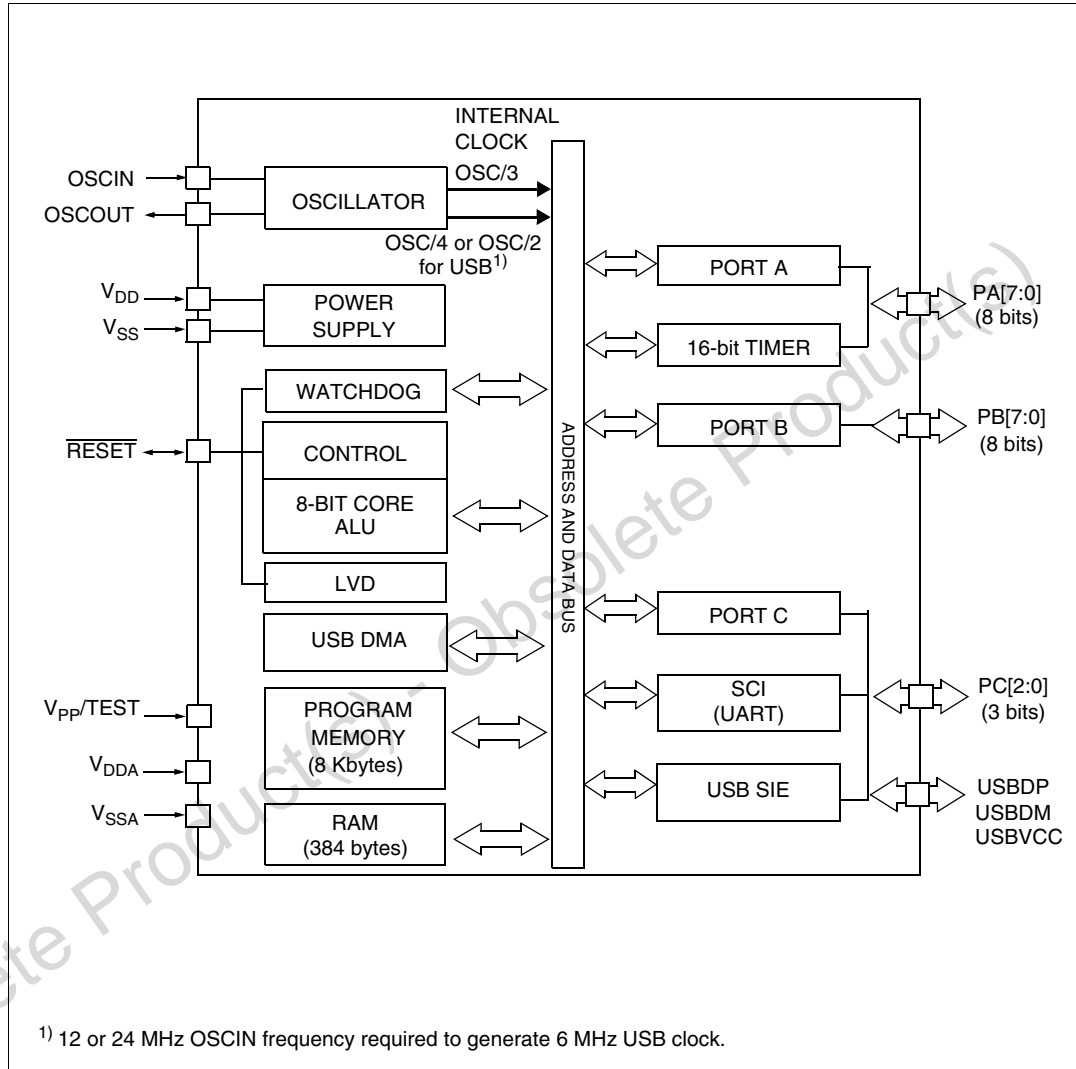 INTERNAL
CLOCK
OSC/3
OSCIN
OSCOUT
OSCILLATOR
OSC/4 or OSC/2
for USB1)
VDD
VSS
POWER
SUPPLY
WATCHDOG
RESET
CONTROL
8-BIT CORE
ALU
LVD
USB DMA
VPP/TEST
VDDA
VSSA
PROGRAM
MEMORY
(8 Kbytes)
RAM
(384 bytes)
ADDRESS AND DATA BUS
PORT A
16-bit TIMER
PA[7:0]
(8 bits)
PORT B
PB[7:0]
(8 bits)
PORT C
SCI
(UART)
PC[2:0]
(3 bits)
USB SIE
USBDP
USBDM
USBVCC
1) 12 or 24 MHz OSCIN frequency required to generate 6 MHz USB clock.
ete Product(s) - Obsolete Product(s)